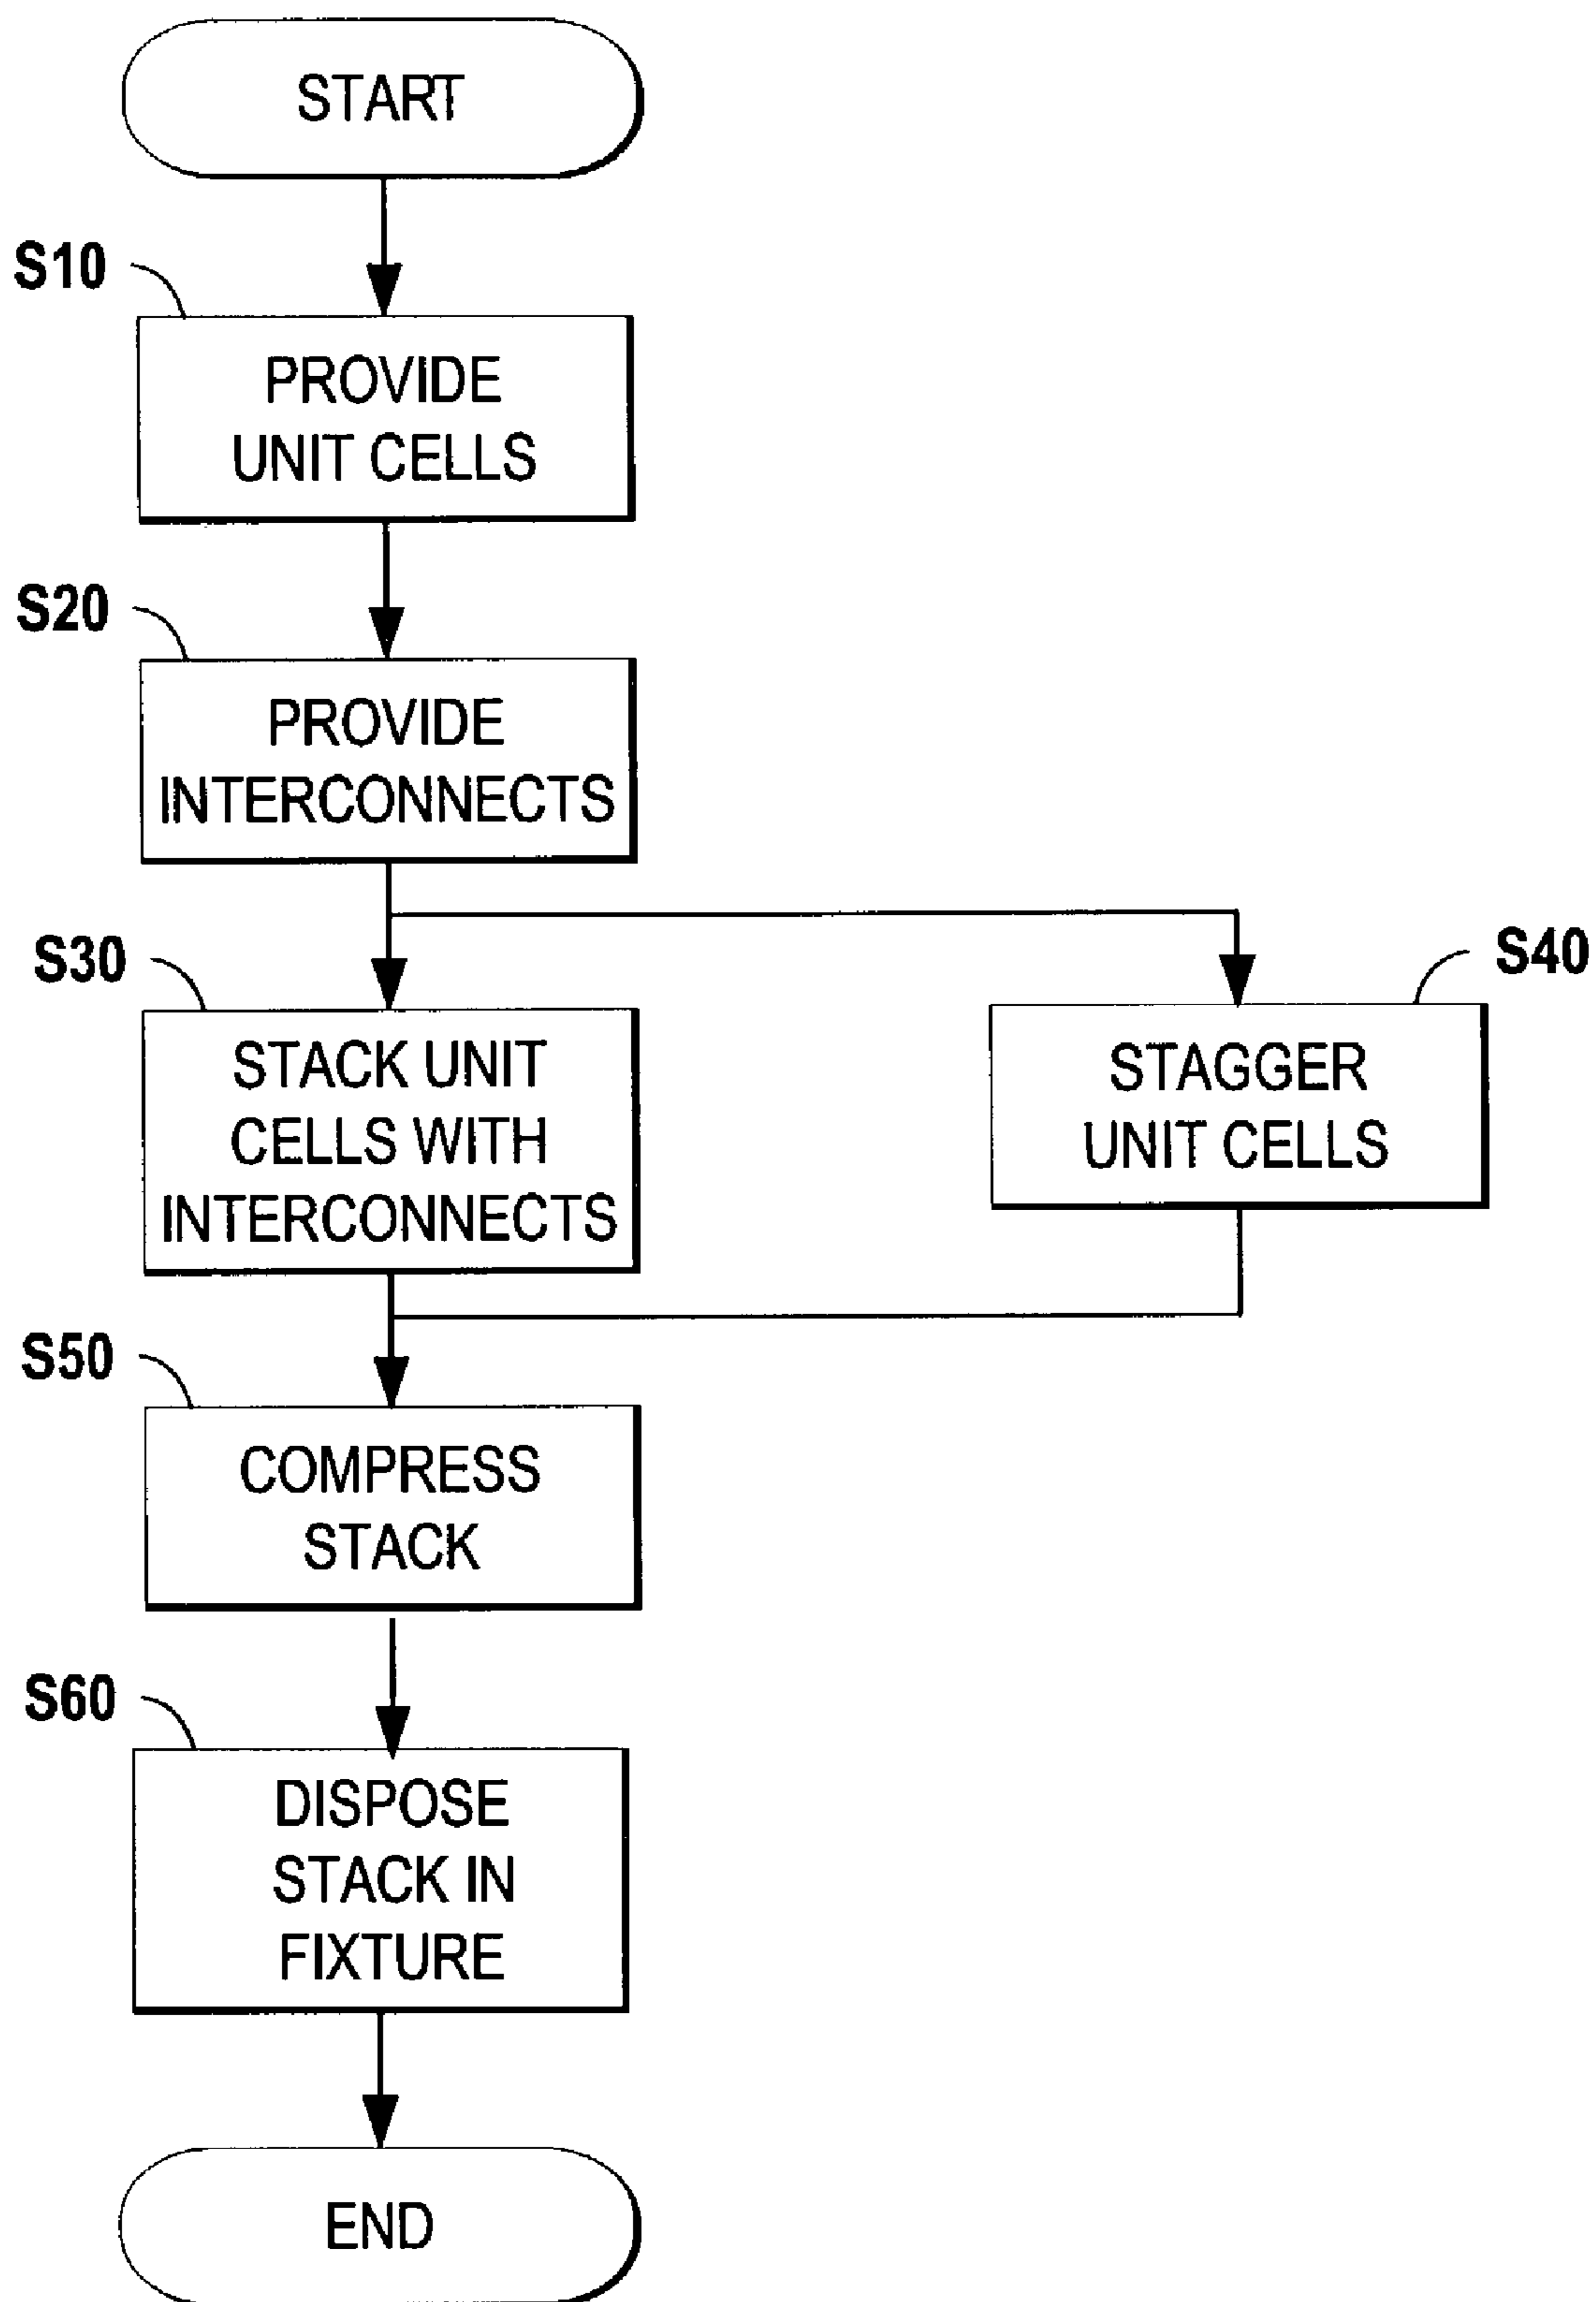 START
S10
PROVIDE
UNIT CELLS
S20
PROVIDE
INTERCONNECTS
S30
STACK UNIT
CELLS WITH
INTERCONNECTS
S40
STAGGER
UNIT CELLS
S50
COMPRESS
STACK
S60
DISPOSE
STACK IN
FIXTURE
END